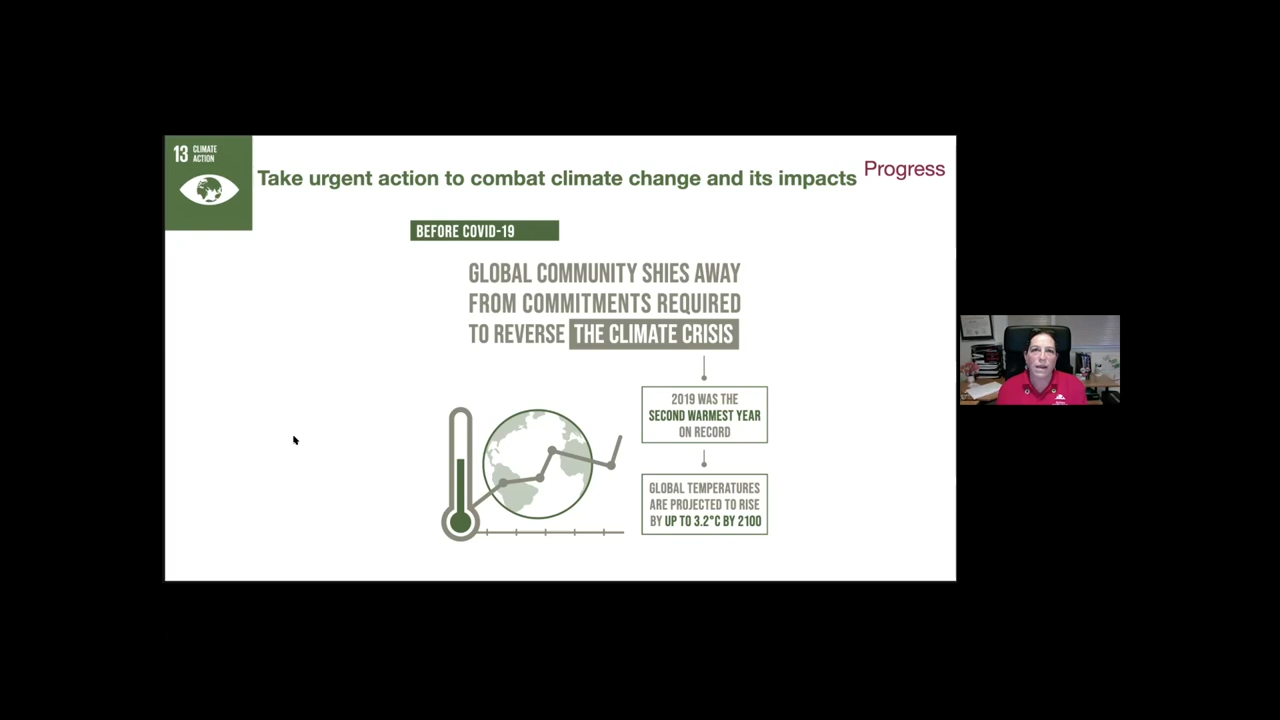 13 CLIMATE
ACTION
Take urgent action to combat climate change and its impacts
Progress
BEFORE COVID-19
GLOBAL COMMUNITY SHIES AWAY
FROM COMMITMENTS REQUIRED
TO REVERSE THE CLIMATE CRISIS
2019 WAS THE
SECOND WARMEST YEAR
ON RECORD
GLOBAL TEMPERATURES
ARE PROJECTED TO RISE
BY UP TO 3.2°C BY 2100